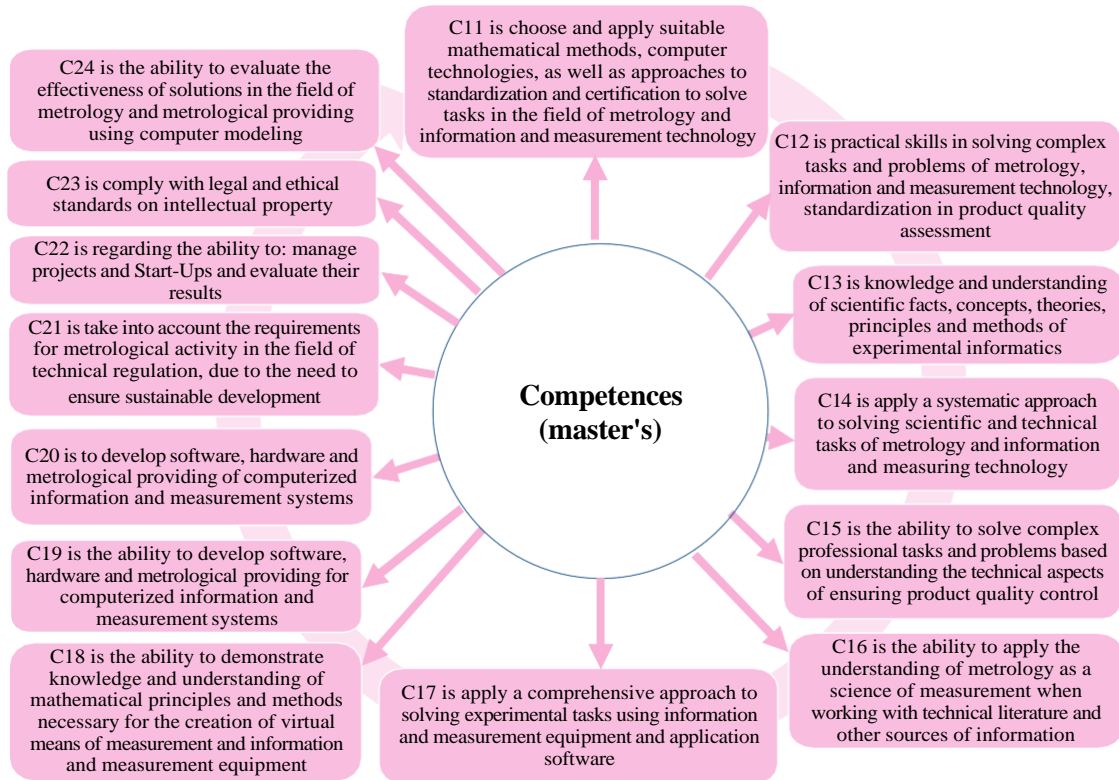 C11 is choose and apply suitable
mathematical methods, computer
technologies, as well as approaches to
standardization and certification to solve
tasks in the field of metrology and
information and measurement technology
C12 is practical skills in solving complex
tasks and problems of metrology,
information and measurement technology,
standardization in product quality
assessment
C13 is knowledge and understanding
of scientific facts, concepts, theories,
principles and methods of
experimental informatics
C14 is apply a systematic approach
to solving scientific and technical
tasks of metrology and information
and measuring technology
C15 is the ability to solve complex
professional tasks and problems based
on understanding the technical aspects
of ensuring product quality control
C16 is the ability to apply the
understanding of metrology as a
science of measurement when
working with technical literature and
other sources of information
C17 is apply a comprehensive approach to
solving experimental tasks using information
and measurement equipment and application
software
C18 is the ability to demonstrate
knowledge and understanding of
mathematical principles and methods
necessary for the creation of virtual
means of measurement and information
and measurement equipment
C19 is the ability to develop software,
hardware and metrological providing for
computerized information and
measurement systems
C20 is to develop software, hardware and
metrological providing of computerized
information and measurement systems
C21 is take into account the requirements
for metrological activity in the field of
technical regulation, due to the need to
ensure sustainable development
C22 is regarding the ability to: manage
projects and Start-Ups and evaluate their
results
C23 is comply with legal and ethical
standards on intellectual property
C24 is the ability to evaluate the
effectiveness of solutions in the field of
metrology and metrological providing
using computer modeling
Competences
(master's)